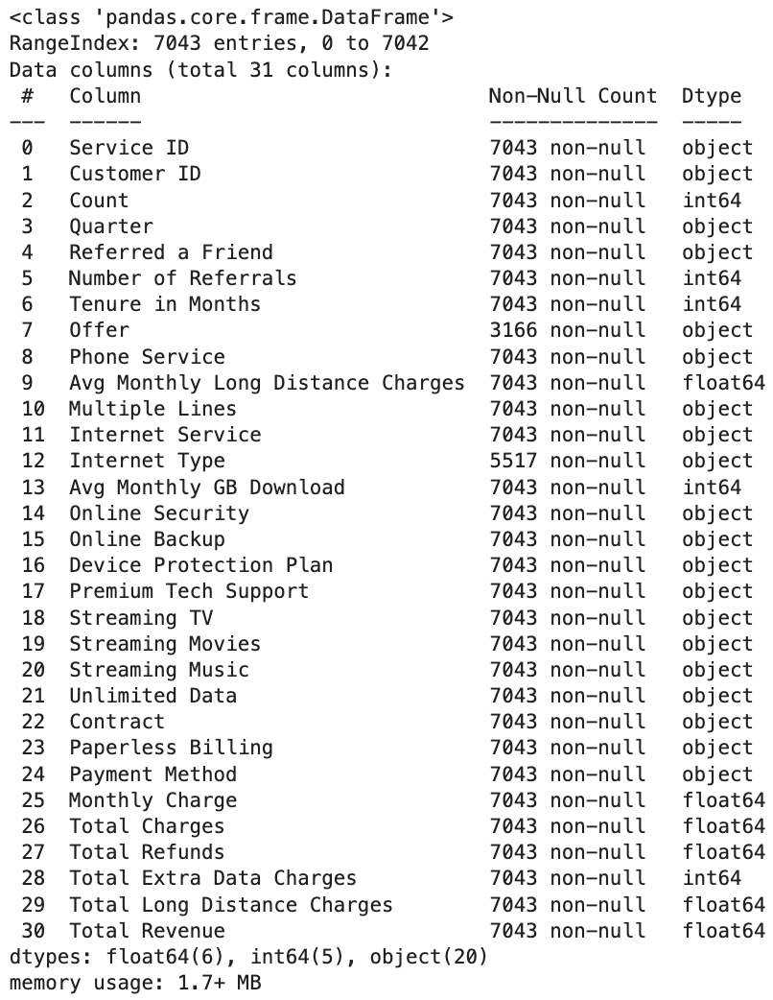 <class 'pandas.core.frame.DataFrame'>
RangeIndex: 7043 entries, 0 to 7042
Data columns (total 31 columns):
 #   Column                             Non-Null Count  Dtype
---  ------                             --------------  -----
 0   Service ID                         7043 non-null   object
 1   Customer ID                        7043 non-null   object
 2   Count                              7043 non-null   int64
 3   Quarter                            7043 non-null   object
 4   Referred a Friend                  7043 non-null   object
 5   Number of Referrals                7043 non-null   int64
 6   Tenure in Months                   7043 non-null   int64
 7   Offer                              3166 non-null   object
 8   Phone Service                      7043 non-null   object
 9   Avg Monthly Long Distance Charges  7043 non-null   float64
 10  Multiple Lines                     7043 non-null   object
 11  Internet Service                   7043 non-null   object
 12  Internet Type                      5517 non-null   object
 13  Avg Monthly GB Download            7043 non-null   int64
 14  Online Security                    7043 non-null   object
 15  Online Backup                      7043 non-null   object
 16  Device Protection Plan             7043 non-null   object
 17  Premium Tech Support               7043 non-null   object
 18  Streaming TV                       7043 non-null   object
 19  Streaming Movies                   7043 non-null   object
 20  Streaming Music                    7043 non-null   object
 21  Unlimited Data                     7043 non-null   object
 22  Contract                           7043 non-null   object
 23  Paperless Billing                  7043 non-null   object
 24  Payment Method                     7043 non-null   object
 25  Monthly Charge                     7043 non-null   float64
 26  Total Charges                      7043 non-null   float64
 27  Total Refunds                      7043 non-null   float64
 28  Total Extra Data Charges           7043 non-null   int64
 29  Total Long Distance Charges        7043 non-null   float64
 30  Total Revenue                      7043 non-null   float64
dtypes: float64(6), int64(5), object(20)
memory usage: 1.7+ MB